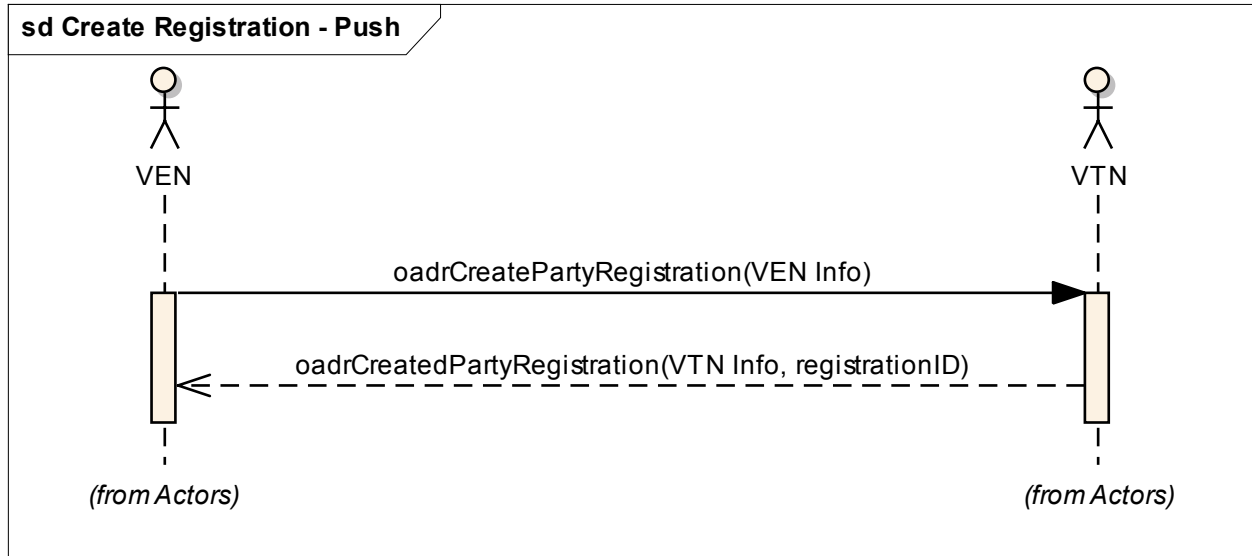 sd Create Registration - Push
VEN
VTN
oadrCreatePartyRegistration(VEN Info)
oadrCreatedPartyRegistration(VTN Info, registrationID)
(from Actors)
(from Actors)